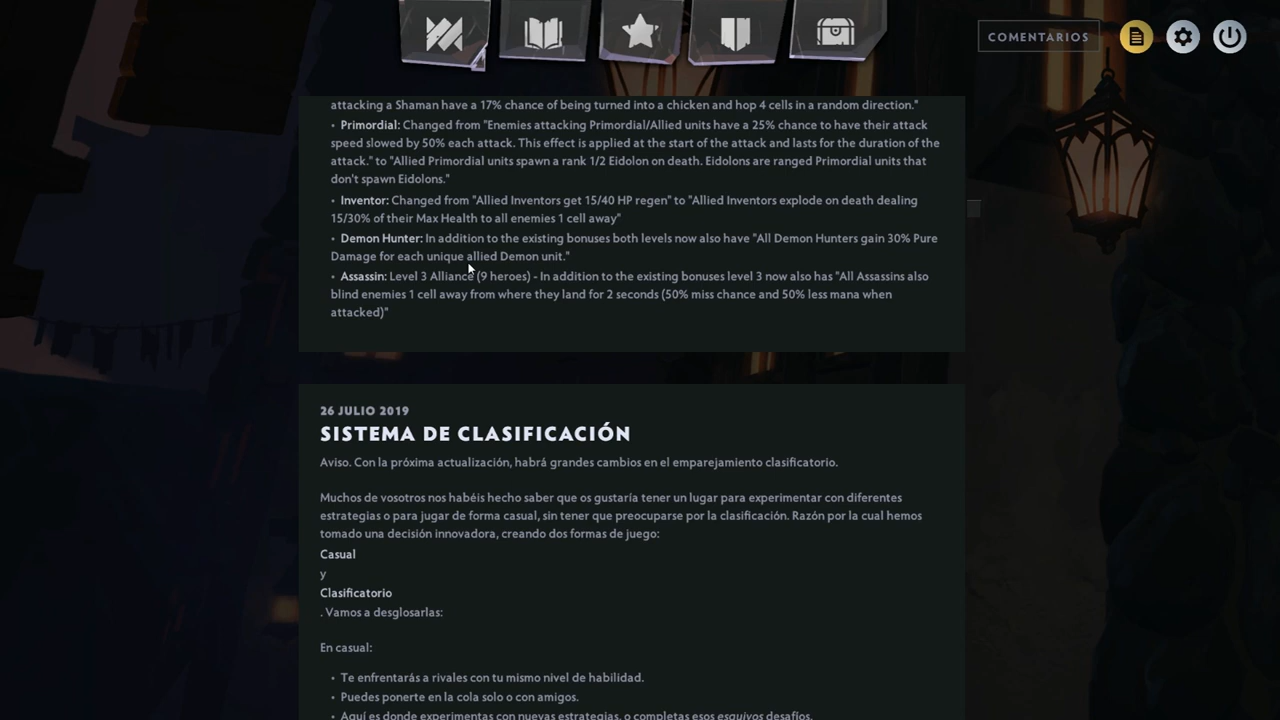 COMENTARIOS
attacking a Shaman have a 17% chance of being turned into a chicken and hop 4 cells in a random direction."
• Primordial: Changed from "Enemies attacking Primordial/Allied units have a 25% chance to have their attack
speed slowed by 50% each attack. This effect is applied at the start of the attack and lasts for the duration of the
attack." to "Allied Primordial units spawn a rank 1/2 Eidolon on death. Eidolons are ranged Primordial units that
don't spawn Eidolons."
• Inventor: Changed from "Allied Inventors get 15/40 HP regen" to "Allied Inventors explode on death dealing
15/30% of their Max Health to all enemies 1 cell away"
• Demon Hunter: In addition to the existing bonuses both levels now also have "All Demon Hunters gain 30% Pure
Damage for each unique allied Demon unit."
• Assassin: Level 3 Alliance (9 heroes) - In addition to the existing bonuses level 3 now also has "All Assassins also
blind enemies 1 cell away from where they land for 2 seconds (50% miss chance and 50% less mana when
attacked)"
26 JULIO 2019
SISTEMA DE CLASIFICACIÓN
Aviso. Con la próxima actualización, habrá grandes cambios en el emparejamiento clasificatorio.
Muchos de vosotros nos habéis hecho saber que os gustaría tener un lugar para experimentar con diferentes
estrategias o para jugar de forma casual, sin tener que preocuparse por la clasificación. Razón por la cual hemos
tomado una decisión innovadora, creando dos formas de juego:
Casual
y
Clasificatorio
. Vamos a desglosarlas:
En casual:
• Te enfrentarás a rivales con tu mismo nivel de habilidad.
• Puedes ponerte en la cola solo o con amigos.
• Aquí es donde experimentas con nuevas estrategias, o completas esos esquivos desafíos.